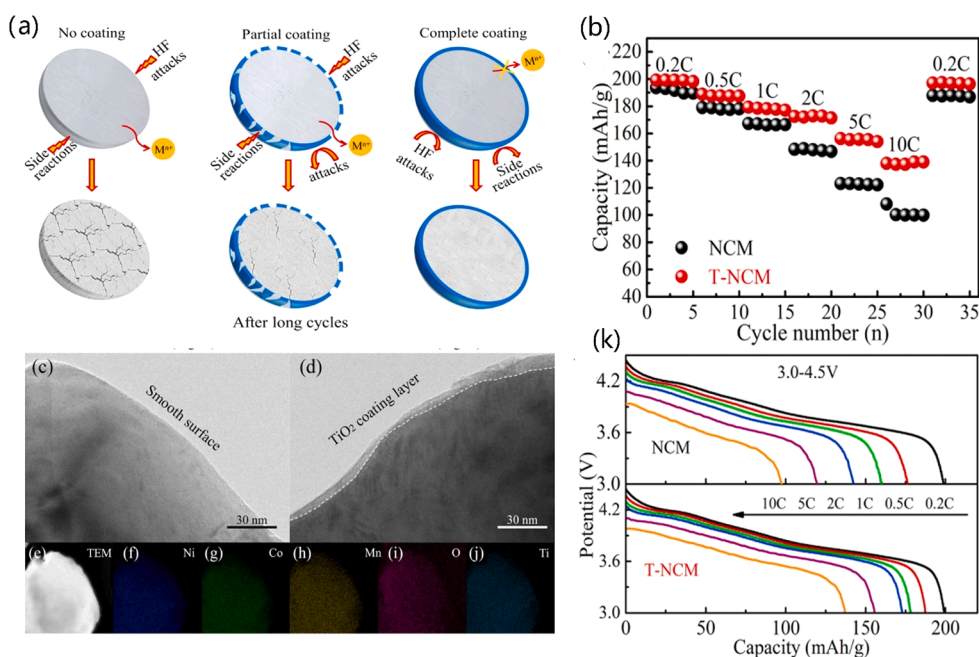 (a)
No coating
HF
attacks
Side
reactions
Mⁿ⁺
Partial coating
HF
attacks
Side
reactions
attacks
Mⁿ⁺
Complete coating
Mⁿ⁺
HF
attacks
Side
reactions
After long cycles
(b)
Capacity (mAh/g)
220
200
180
160
140
120
100
80
60
40
0.2C
0.5C
1C
2C
5C
10C
0.2C
NCM
T-NCM
0 5 10 15 20 25 30 35
Cycle number (n)
(c)
Smooth surface
30 nm
(d)
TiO₂ coating layer
30 nm
(e) TEM
(f) Ni
(g) Co
(h) Mn
(i) O
(j) Ti
(k)
Potential (V)
3.0-4.5V
4.2
3.6
3.0
NCM
10C 5C 2C 1C 0.5C 0.2C
4.2
3.6
3.0
T-NCM
0 50 100 150 200
Capacity (mAh/g)